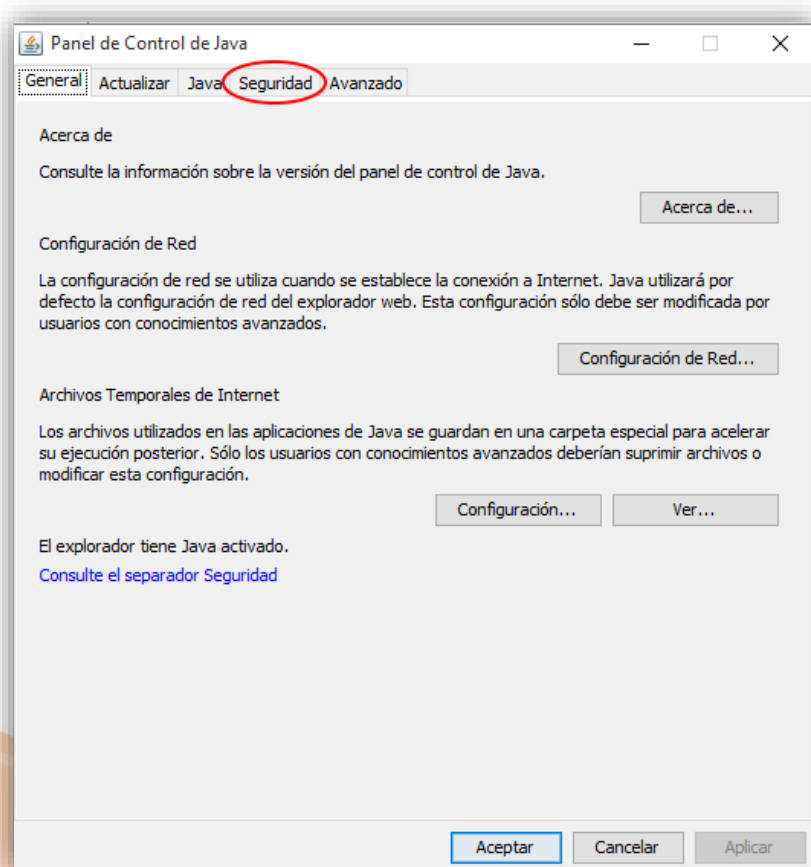 Panel de Control de Java
General Actualizar Java Seguridad Avanzado
Acerca de
Consulte la información sobre la versión del panel de control de Java.
Acerca de...
Configuración de Red
La configuración de red se utiliza cuando se establece la conexión a Internet. Java utilizará por
defecto la configuración de red del explorador web. Esta configuración sólo debe ser modificada por
usuarios con conocimientos avanzados.
Configuración de Red...
Archivos Temporales de Internet
Los archivos utilizados en las aplicaciones de Java se guardan en una carpeta especial para acelerar
su ejecución posterior. Sólo los usuarios con conocimientos avanzados deberían suprimir archivos o
modificar esta configuración.
Configuración... Ver...
El explorador tiene Java activado.
Consulte el separador Seguridad
Aceptar Cancelar Aplicar